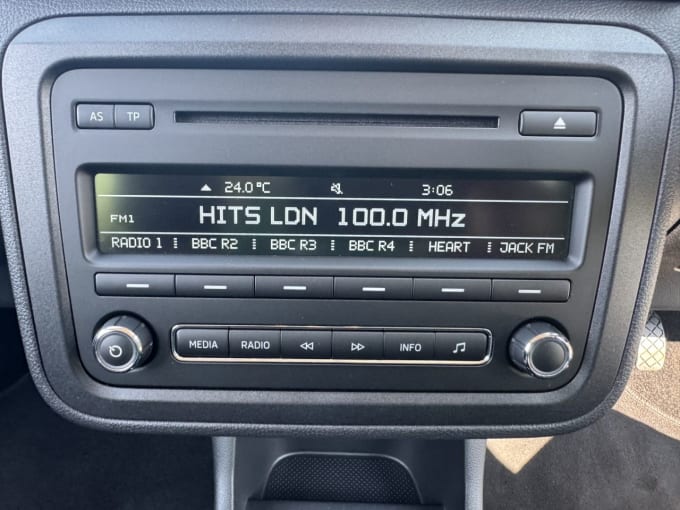 AS TP
24.0°C 3:06
FM1 HITS LDN 100.0 MHz
RADIO 1 BBC R2 BBC R3 BBC R4 HEART JACK FM
MEDIA RADIO INFO